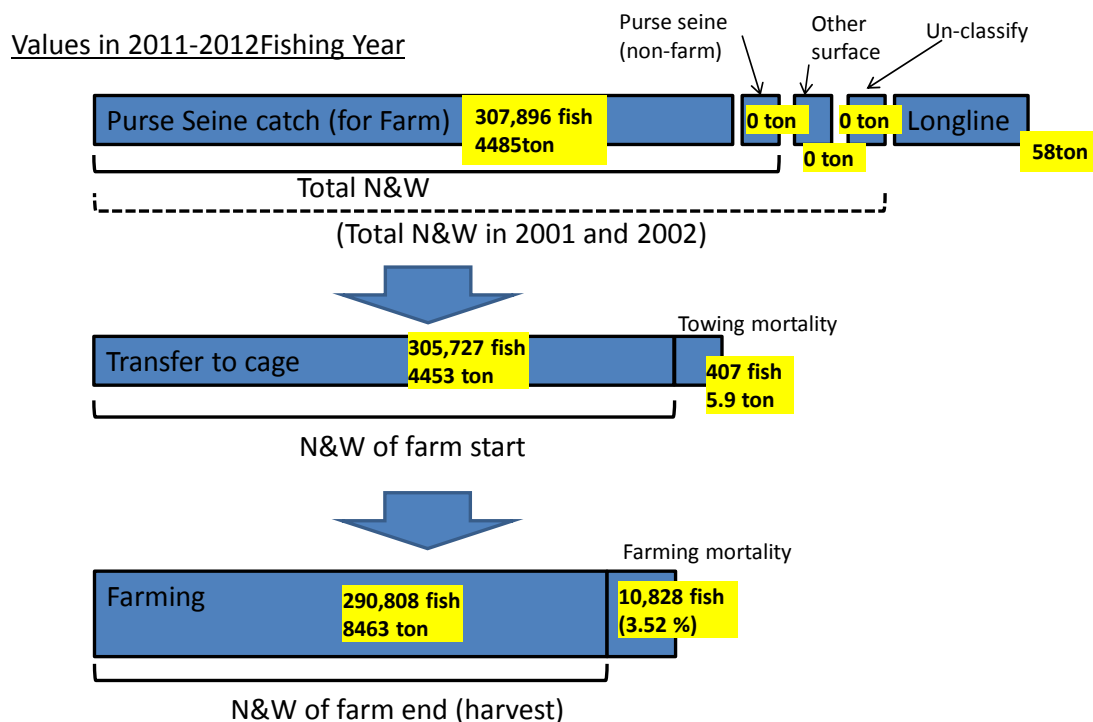 Values in 2011-2012Fishing Year
Purse seine
(non-farm)
Other
surface
Un-classify
Purse Seine catch (for Farm)
307,896 fish
4485ton
0 ton
0 ton
0 ton
Longline
58ton
Total N&W
(Total N&W in 2001 and 2002)
Towing mortality
Transfer to cage
305,727 fish
4453 ton
407 fish
5.9 ton
N&W of farm start
Farming mortality
Farming
290,808 fish
8463 ton
10,828 fish
(3.52 %)
N&W of farm end (harvest)